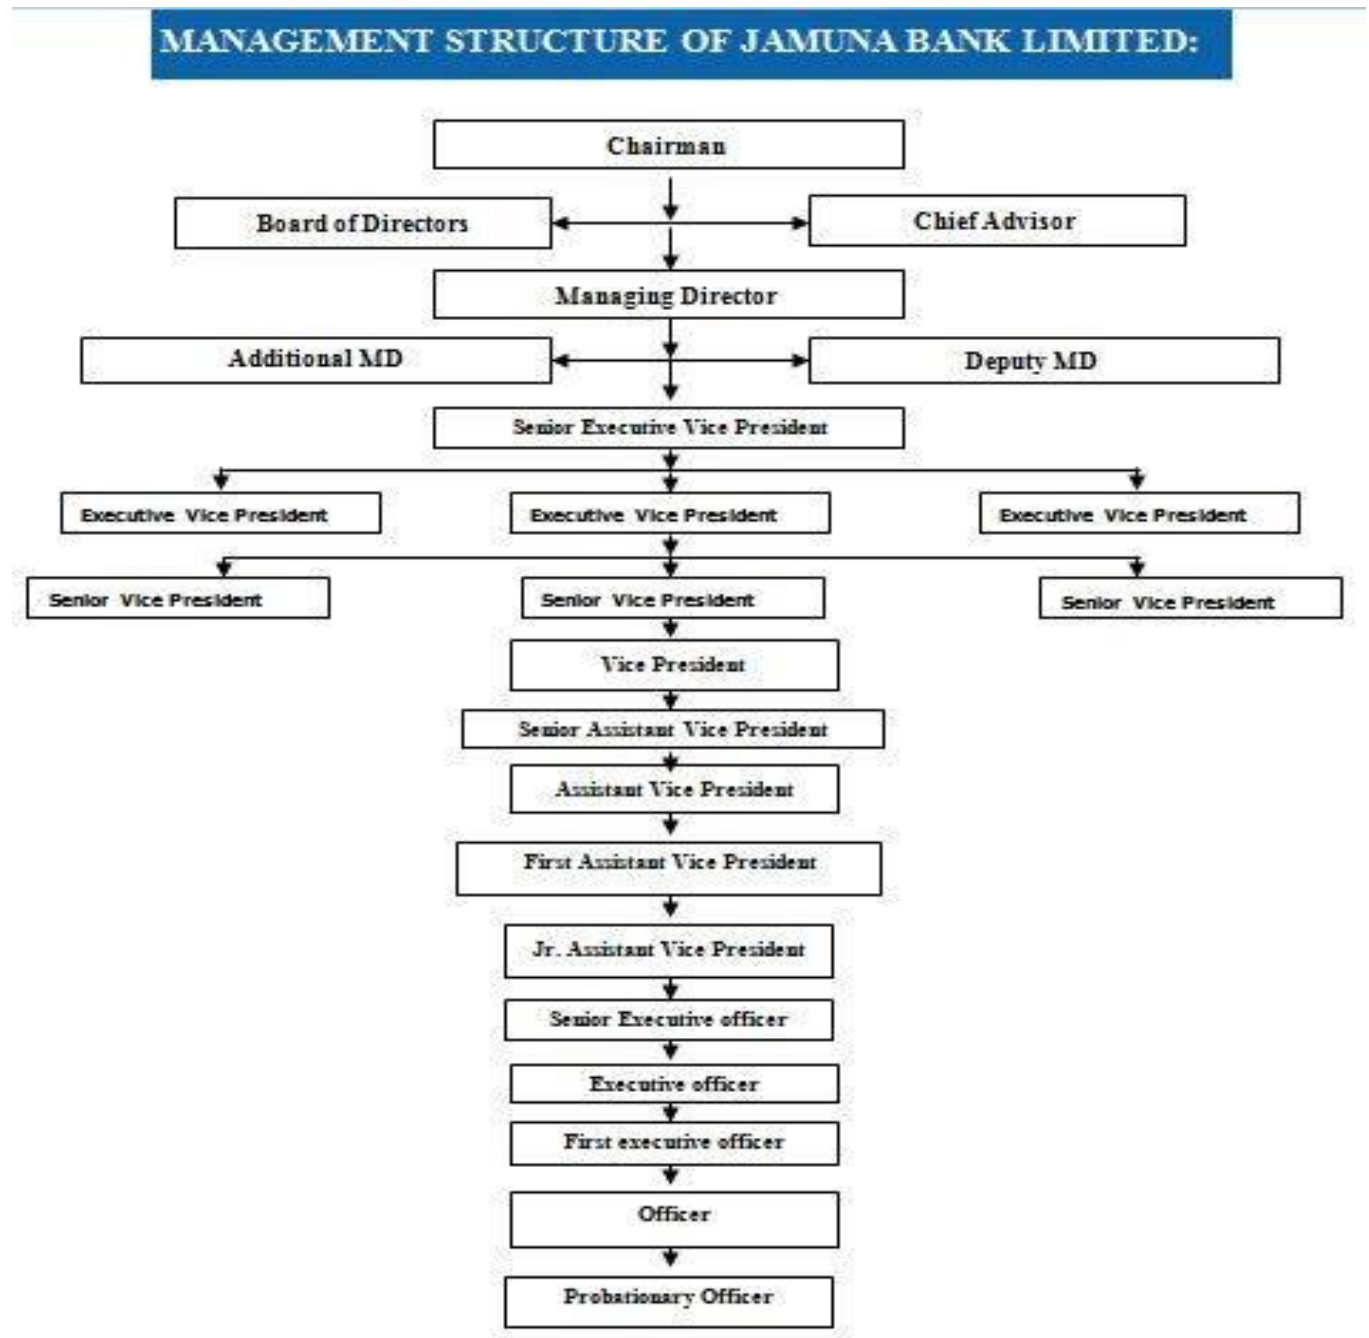 MANAGEMENT STRUCTURE OF JAMUNA BANK LIMITED:
Chairman
Board of Directors
Chief Advisor
Managing Director
Additional MD
Deputy MD
Senior Executive Vice President
Executive Vice President
Executive Vice President
Executive Vice President
Senior Vice President
Senior Vice President
Senior Vice President
Vice President
Senior Assistant Vice President
Assistant Vice President
First Assistant Vice President
Jr. Assistant Vice President
Senior Executive officer
Executive officer
First executive officer
Officer
Probationary Officer